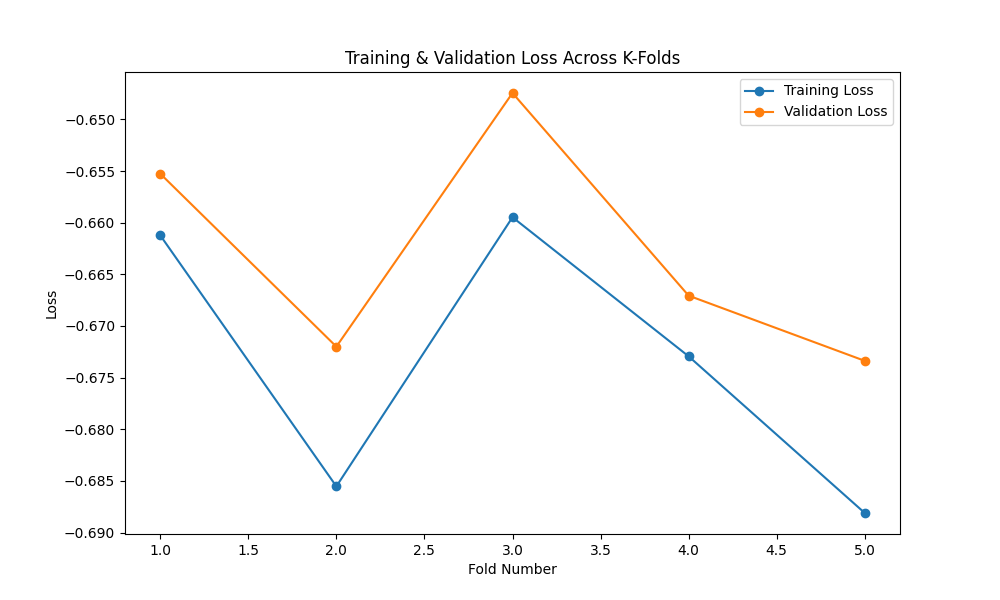 Training & Validation Loss Across K-Folds
Training Loss
Validation Loss
−0.650
−0.655
−0.660
−0.665
−0.670
−0.675
−0.680
−0.685
−0.690
Loss
1.0 1.5 2.0 2.5 3.0 3.5 4.0 4.5 5.0
Fold Number